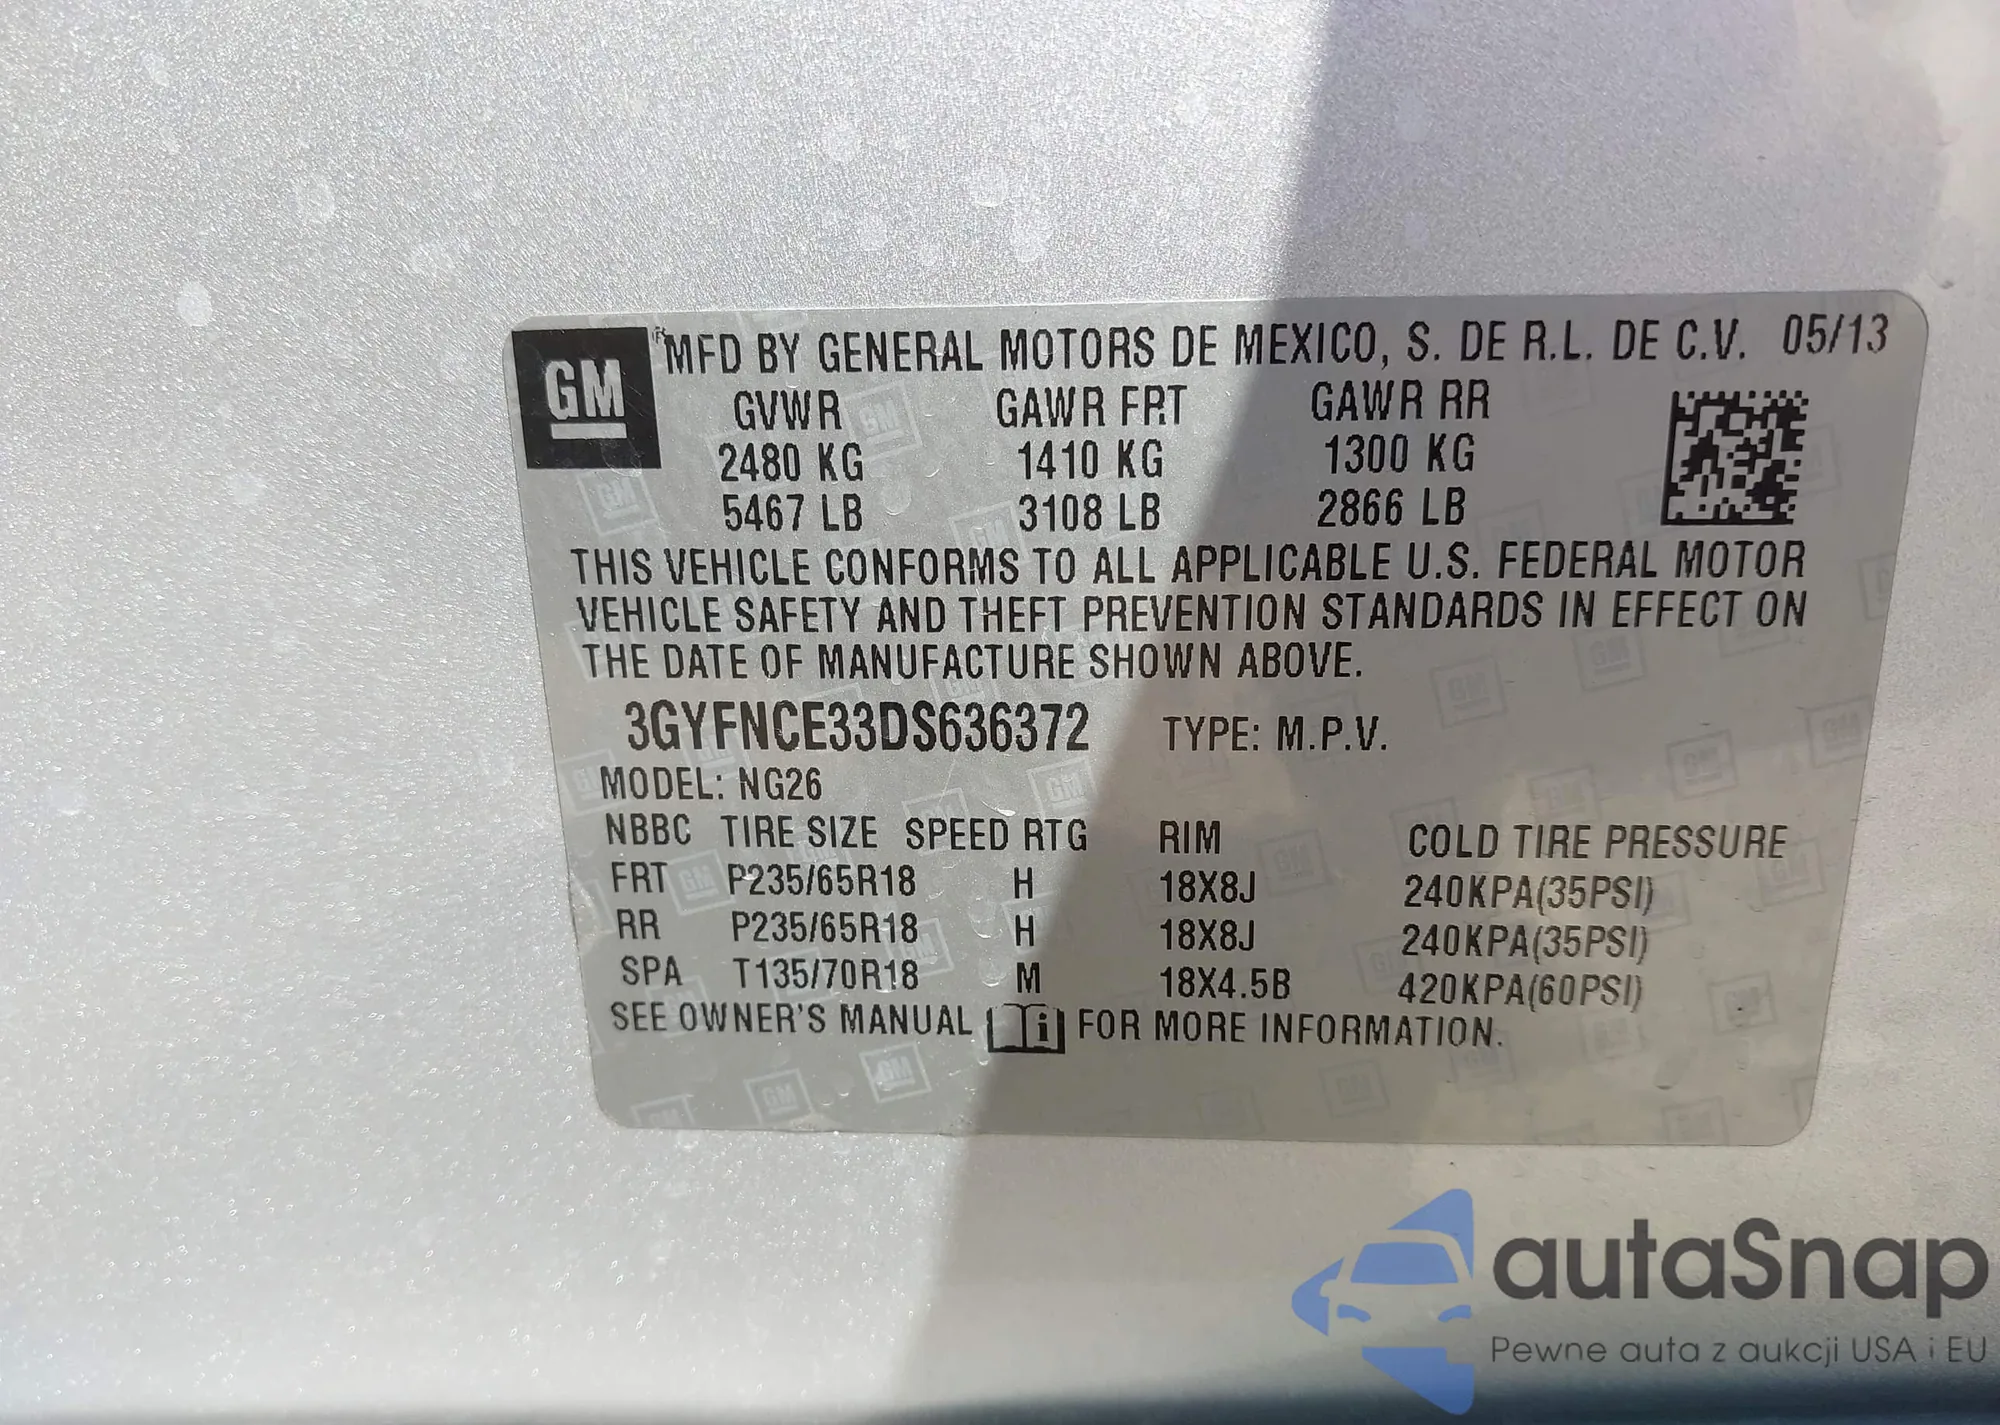 GM
MFD BY GENERAL MOTORS DE MEXICO, S. DE R.L. DE C.V. 05/13
GVWR GAWR FRT GAWR RR
2480 KG 1410 KG 1300 KG
5467 LB 3108 LB 2866 LB
THIS VEHICLE CONFORMS TO ALL APPLICABLE U.S. FEDERAL MOTOR
VEHICLE SAFETY AND THEFT PREVENTION STANDARDS IN EFFECT ON
THE DATE OF MANUFACTURE SHOWN ABOVE.
3GYFNCE33DS636372 TYPE: M.P.V.
MODEL: NG26
NBBC TIRE SIZE SPEED RTG RIM COLD TIRE PRESSURE
FRT P235/65R18 H 18X8J 240KPA(35PSI)
RR P235/65R18 H 18X8J 240KPA(35PSI)
SPA T135/70R18 M 18X4.5B 420KPA(60PSI)
SEE OWNER'S MANUAL i FOR MORE INFORMATION.
autaSnap
Pewne auta z aukcji USA i EU